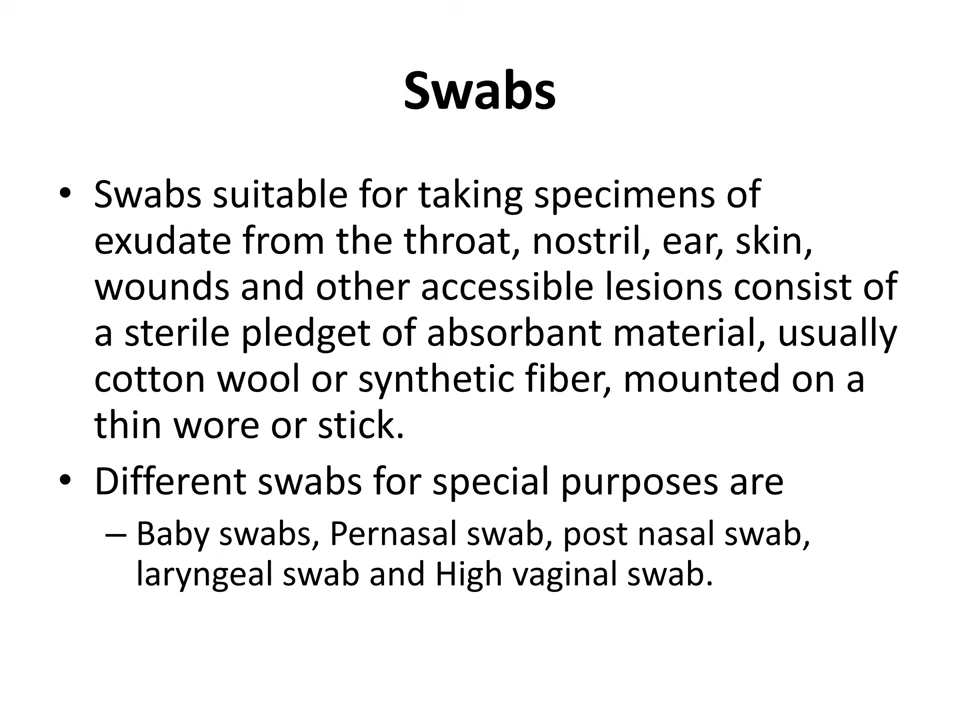 Swabs
• Swabs suitable for taking specimens of
exudate from the throat, nostril, ear, skin,
wounds and other accessible lesions consist of
a sterile pledget of absorbant material, usually
cotton wool or synthetic fiber, mounted on a
thin wore or stick.
• Different swabs for special purposes are
– Baby swabs, Pernasal swab, post nasal swab,
laryngeal swab and High vaginal swab.